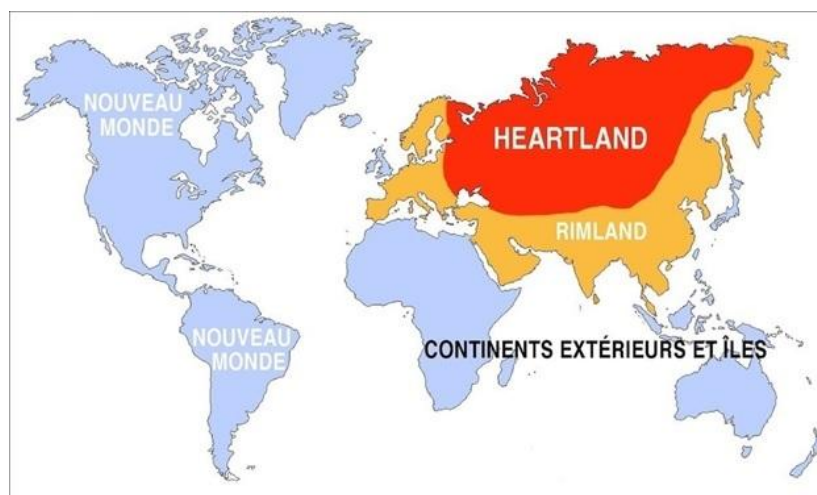 NOUVEAU
MONDE
HEARTLAND
RIMLAND
NOUVEAU
MONDE
CONTINENTS EXTÉRIEURS ET ÎLES